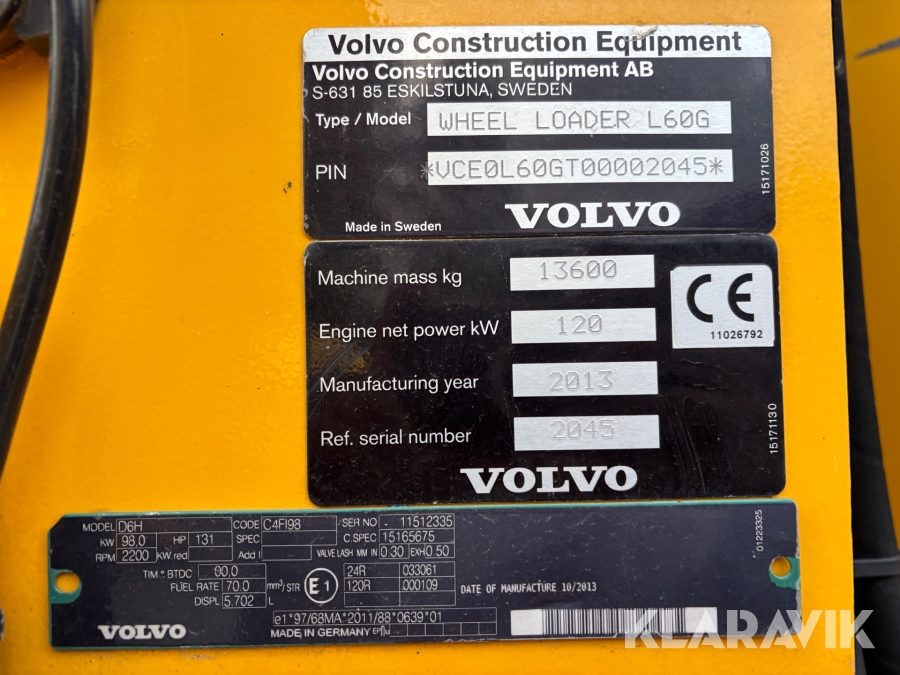 Volvo Construction Equipment
Volvo Construction Equipment AB
S-631 85 ESKILSTUNA, SWEDEN
Type / Model WHEEL LOADER L60G
PIN *VCE0L60GT00002045*
15171026
Made in Sweden VOLVO
Machine mass kg 13600
CE
11026792
Engine net power kW 120
Manufacturing year 2013
Ref. serial number 2045
15171130
VOLVO
MODEL D6H CODE C4FI98 SER NO - 11512335
KW 98.0 HP 131 SPEC C.SPEC 15165675
RPM 2200 KW red Add I VALVE LASH MM IN 0.30 EXH 0.50
TIM ° BTDC 00.0 E1 24R 033061
FUEL RATE 70.0 mm³/STR 120R 000109
DISPL 5.702 L
DATE OF MANUFACTURE 10/2013
e1*97/68MA*2011/88*0639*01
VOLVO MADE IN GERMANY
01223325
KLARAVIK